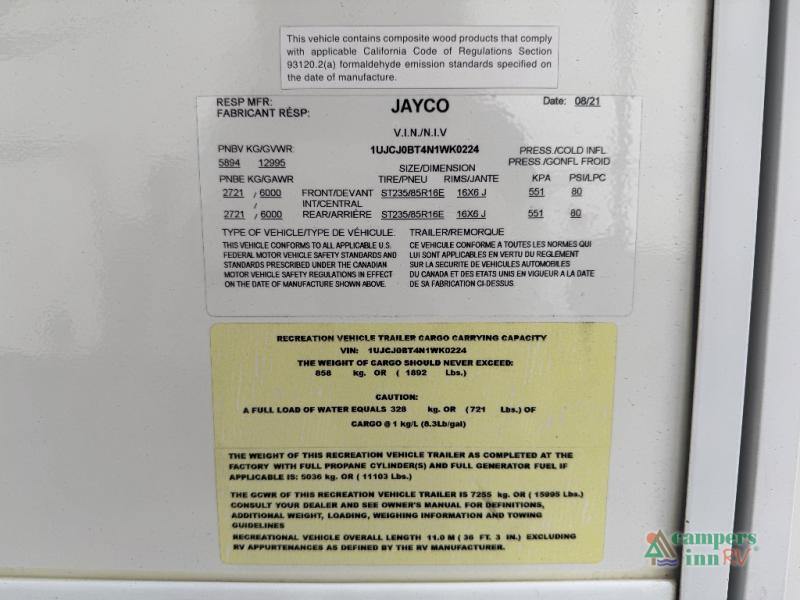 This vehicle contains composite wood products that comply
with applicable California Code of Regulations Section
93120.2(a) formaldehyde emission standards specified on
the date of manufacture.
RESP MFR: JAYCO Date: 08/21
FABRICANT RÉSP:
V.I.N./N.I.V
PNBV KG/GVWR: 1UJCJ0BT4N1WK0224 PRESS./COLD INFL
5894 12995 SIZE/DIMENSION PRESS./GONFL FROID
PNBE KG/GAWR TIRE/PNEU RIMS/JANTE KPA PSI/LPC
2721 / 6000 FRONT/DEVANT ST235/85R16E 16X6 J 551 80
/ INT/CENTRAL
2721 / 6000 REAR/ARRIÉRE ST235/85R16E 16X6 J 551 80
TYPE OF VEHICLE/TYPE DE VÉHICULE: TRAILER/REMORQUE
THIS VEHICLE CONFORMS TO ALL APPLICABLE U.S.
FEDERAL MOTOR VEHICLE SAFETY STANDARDS AND
STANDARDS PRESCRIBED UNDER THE CANADIAN
MOTOR VEHICLE SAFETY REGULATIONS IN EFFECT
ON THE DATE OF MANUFACTURE SHOWN ABOVE.
CE VEHICULE CONFORME A TOUTES LES NORMES QUI
LUI SONT APPLICABLES EN VERTU DU REGLEMENT
SUR LA SECURITE DE VEHICULES AUTOMOBILES
DU CANADA ET DES ETATS UNIS EN VIGUEUR A LA DATE
DE SA FABRICATION CI-DESSUS.
RECREATION VEHICLE TRAILER CARGO CARRYING CAPACITY
VIN: 1UJCJ0BT4N1WK0224
THE WEIGHT OF CARGO SHOULD NEVER EXCEED:
858 kg. OR ( 1892 Lbs.)
CAUTION:
A FULL LOAD OF WATER EQUALS 328 kg. OR (721 Lbs.) OF
CARGO @ 1 kg/L (8.3Lb/gal)
THE WEIGHT OF THIS RECREATION VEHICLE TRAILER AS COMPLETED AT THE
FACTORY WITH FULL PROPANE CYLINDER(S) AND FULL GENERATOR FUEL IF
APPLICABLE IS: 5036 kg. OR ( 11103 Lbs.)
THE GCWR OF THIS RECREATION VEHICLE TRAILER IS 7255 kg. OR ( 15995 Lbs.)
CONSULT YOUR DEALER AND SEE OWNER'S MANUAL FOR DEFINITIONS,
ADDITIONAL WEIGHT, LOADING, WEIGHING INFORMATION AND TOWING
GUIDELINES
RECREATIONAL VEHICLE OVERALL LENGTH 11.0 M ( 36 FT. 3 IN.) EXCLUDING
RV APPURTENANCES AS DEFINED BY THE RV MANUFACTURER.
campers
inn RV